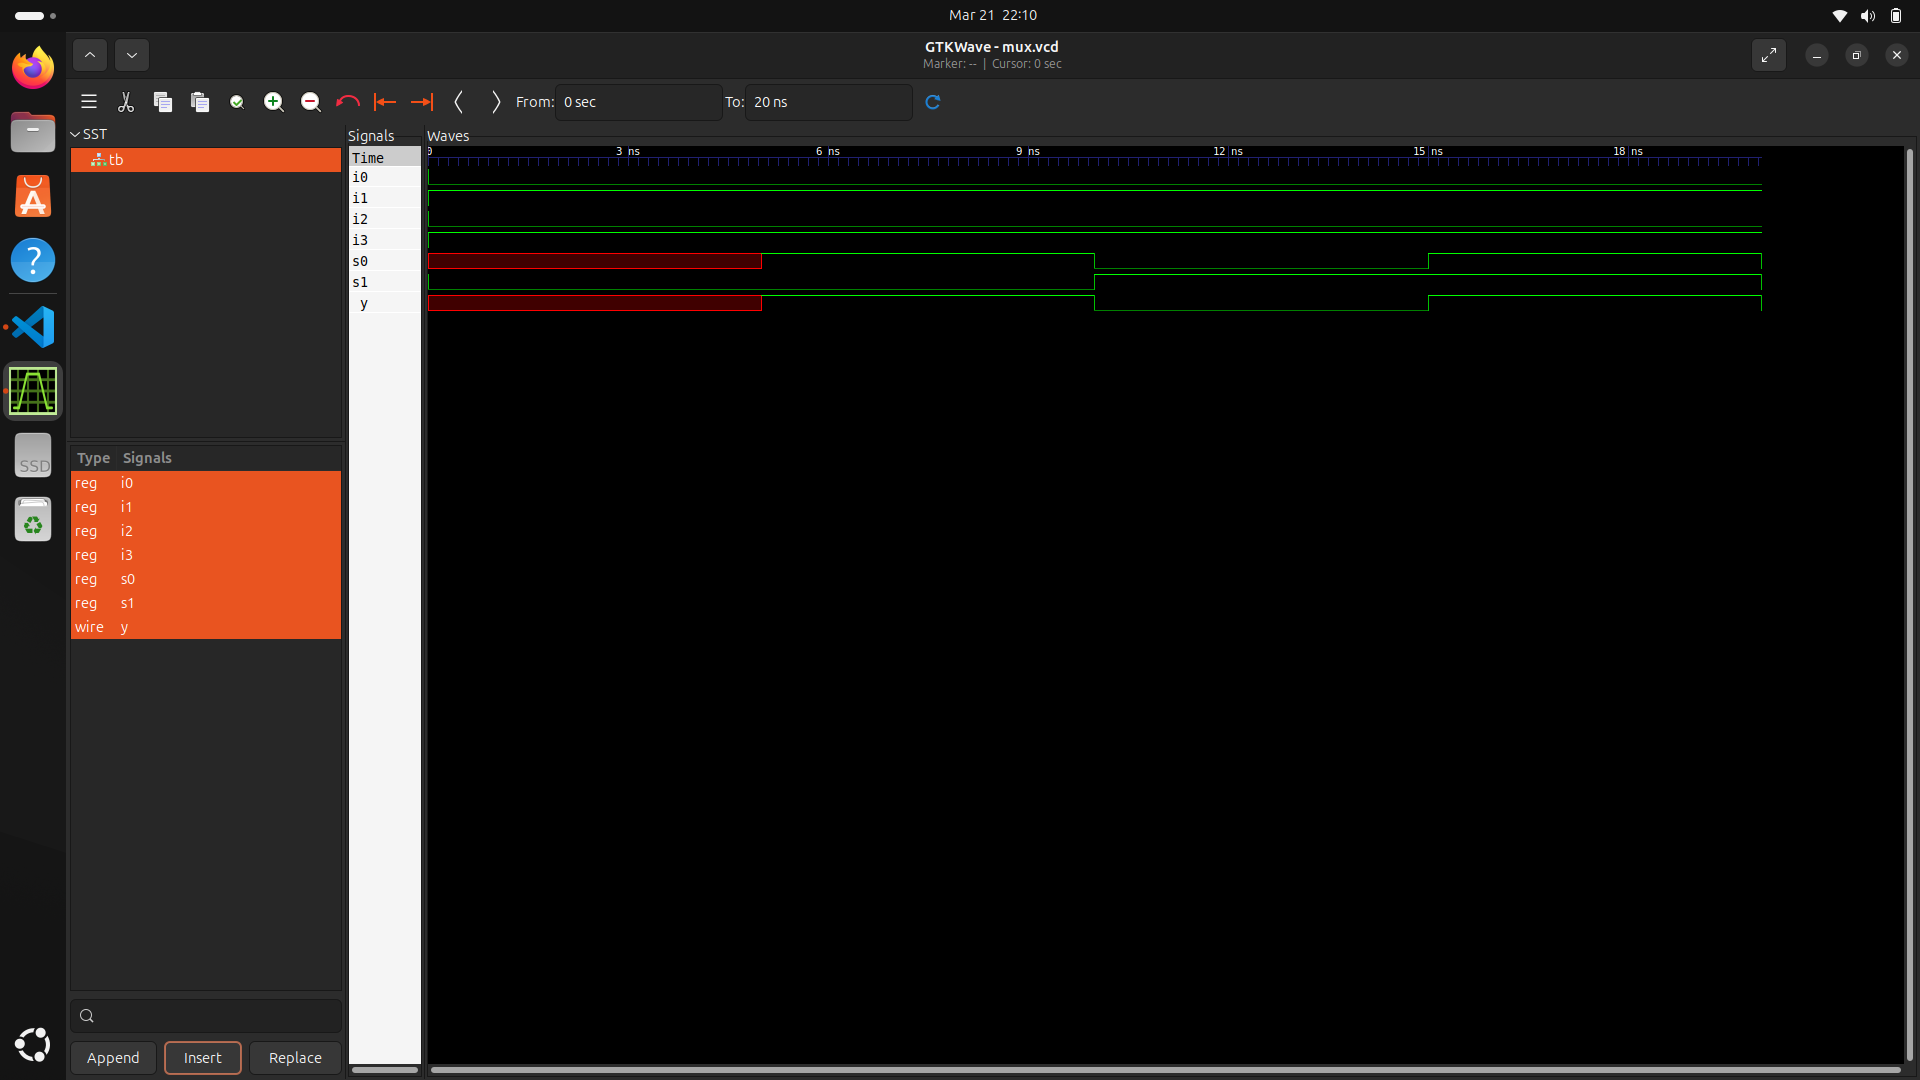 Mar 21 22:10
GTKWave - mux.vcd
Marker: -- | Cursor: 0 sec
From: 0 sec To: 20 ns
SST
tb
Type Signals
reg i0
reg i1
reg i2
reg i3
reg s0
reg s1
wire y
Append Insert Replace
Signals
Time
i0
i1
i2
i3
s0
s1
y
Waves
0 3 ns 6 ns 9 ns 12 ns 15 ns 18 ns
SSD